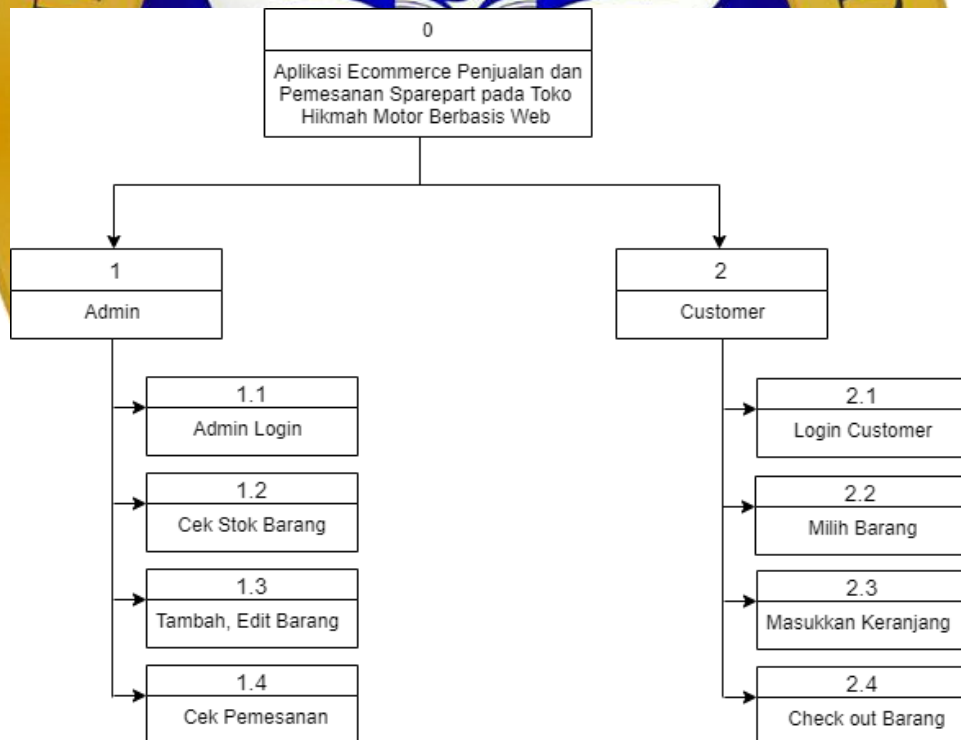 0
Aplikasi Ecommerce Penjualan dan
Pemesanan Sparepart pada Toko
Hikmah Motor Berbasis Web
1
Admin
1.1
Admin Login
1.2
Cek Stok Barang
1.3
Tambah, Edit Barang
1.4
Cek Pemesanan
2
Customer
2.1
Login Customer
2.2
Milih Barang
2.3
Masukkan Keranjang
2.4
Check out Barang